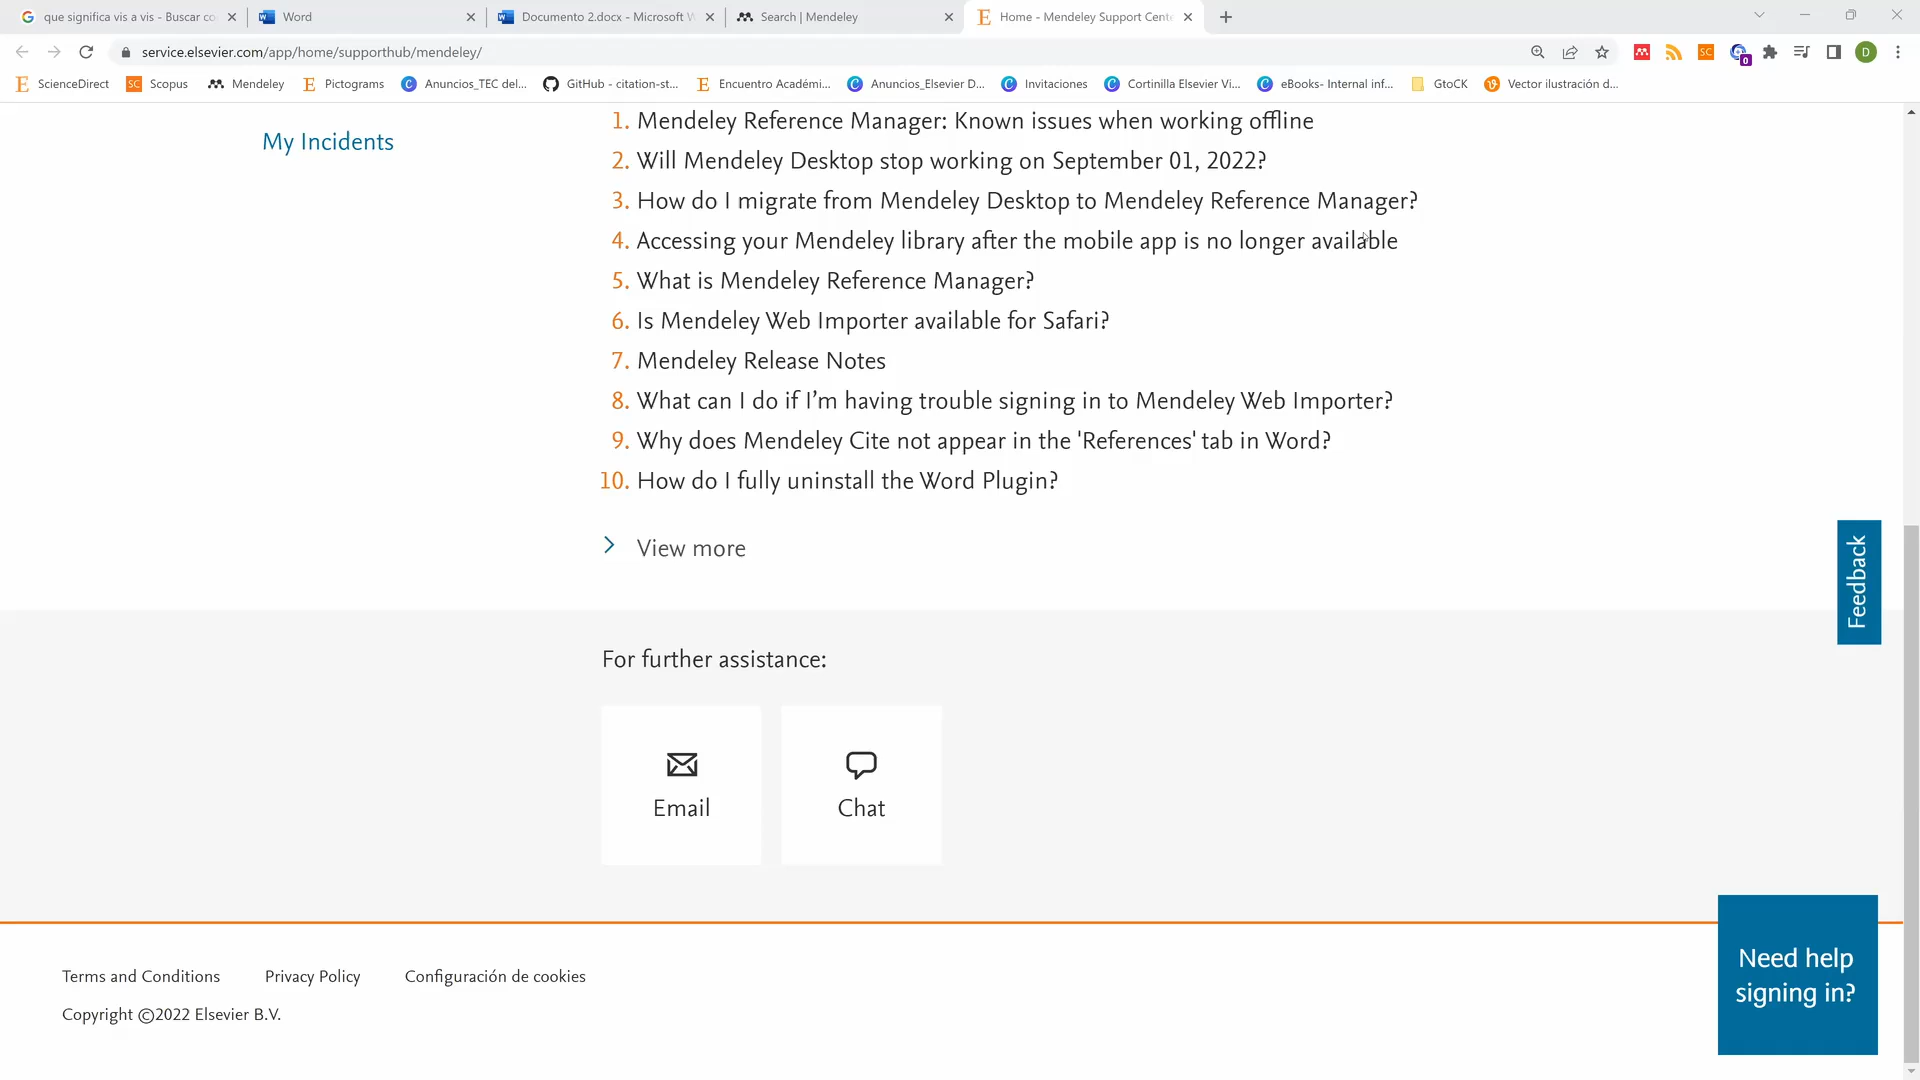 que significa vis a vis - Buscar co
Word
Documento 2.docx - Microsoft W
Search | Mendeley
Home - Mendeley Support Cente
service.elsevier.com/app/home/supporthub/mendeley/
SC
0
D
ScienceDirect
SC Scopus
Mendeley
Pictograms
Anuncios_TEC del...
GitHub - citation-st...
Encuentro Académi...
Anuncios_Elsevier D...
Invitaciones
Cortinilla Elsevier Vi...
eBooks- Internal inf...
GtoCK
Vector ilustración d...
My Incidents
1. Mendeley Reference Manager: Known issues when working offline
2. Will Mendeley Desktop stop working on September 01, 2022?
3. How do I migrate from Mendeley Desktop to Mendeley Reference Manager?
4. Accessing your Mendeley library after the mobile app is no longer available
5. What is Mendeley Reference Manager?
6. Is Mendeley Web Importer available for Safari?
7. Mendeley Release Notes
8. What can I do if I’m having trouble signing in to Mendeley Web Importer?
9. Why does Mendeley Cite not appear in the 'References' tab in Word?
10. How do I fully uninstall the Word Plugin?
View more
Feedback
For further assistance:
Email
Chat
Need help
signing in?
Terms and Conditions
Privacy Policy
Configuración de cookies
Copyright ©2022 Elsevier B.V.